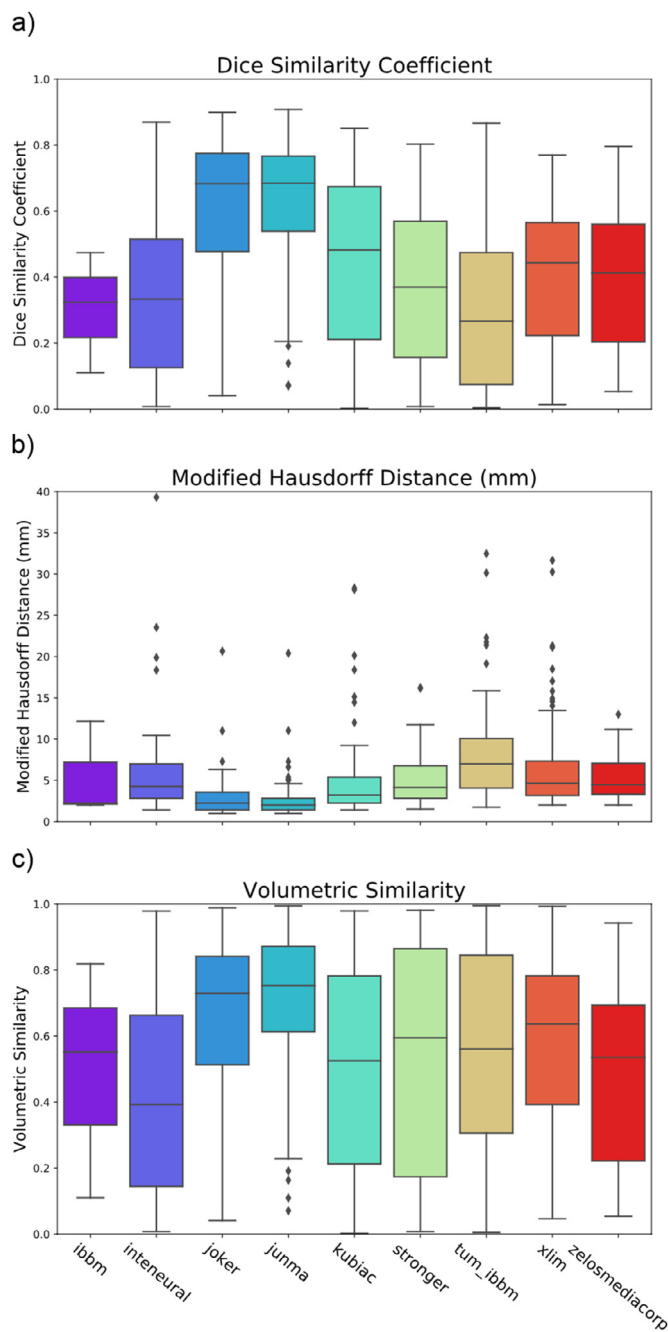 a)
Dice Similarity Coefficient
Dice Similarity Coefficient
1.0
0.8
0.6
0.4
0.2
0.0
b)
Modified Hausdorff Distance (mm)
Modified Hausdorff Distance (mm)
40
35
30
25
20
15
10
5
0
c)
Volumetric Similarity
Volumetric Similarity
1.0
0.8
0.6
0.4
0.2
0.0
ibbm
inteneural
joker
junma
kubiac
stronger
tum_ibbm
xlim
zelosmediacorp